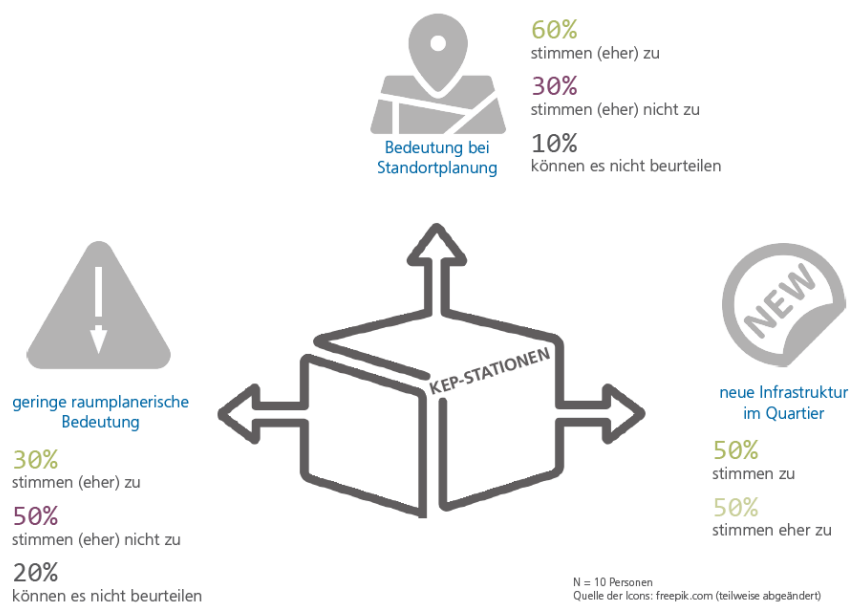 60%
stimmen (eher) zu
30%
stimmen (eher) nicht zu
10%
können es nicht beurteilen
Bedeutung bei
Standortplanung
KEP-STATIONEN
geringe raumplanerische
Bedeutung
30%
stimmen (eher) zu
50%
stimmen (eher) nicht zu
20%
können es nicht beurteilen
NEW
neue Infrastruktur
im Quartier
50%
stimmen zu
50%
stimmen eher zu
N = 10 Personen
Quelle der Icons: freepik.com (teilweise abgeändert)